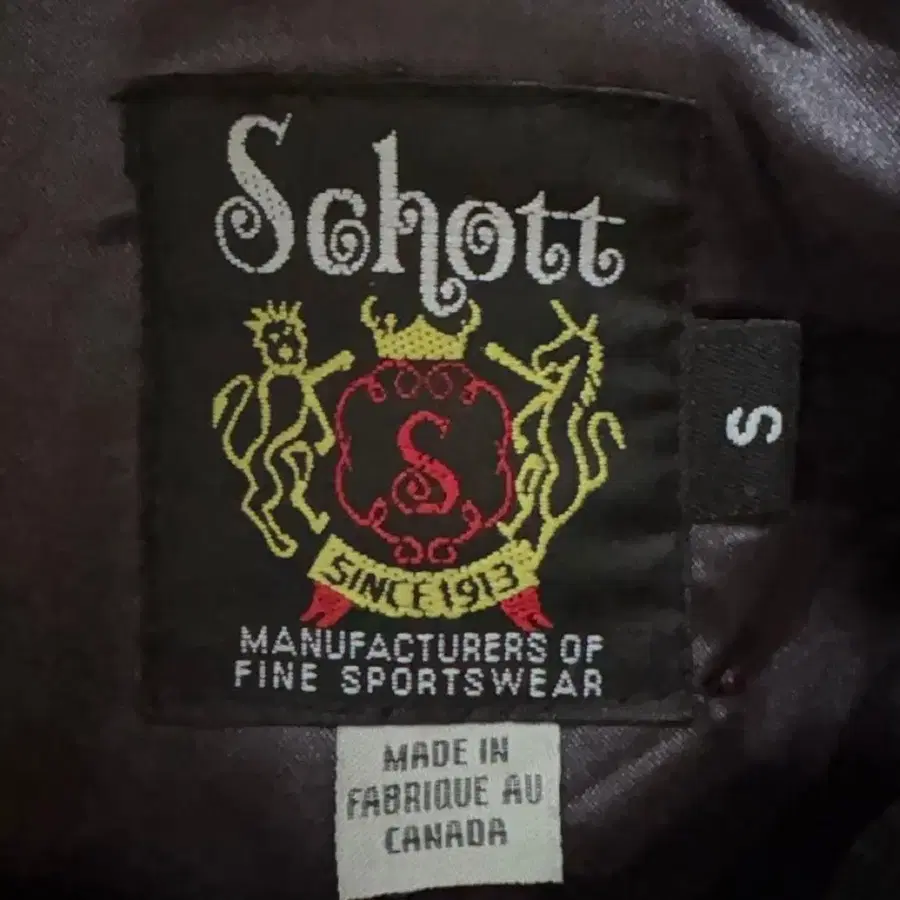 Schott
S
S
SINCE 1913
MANUFACTURERS OF
FINE SPORTSWEAR
MADE IN
FABRIQUE AU
CANADA